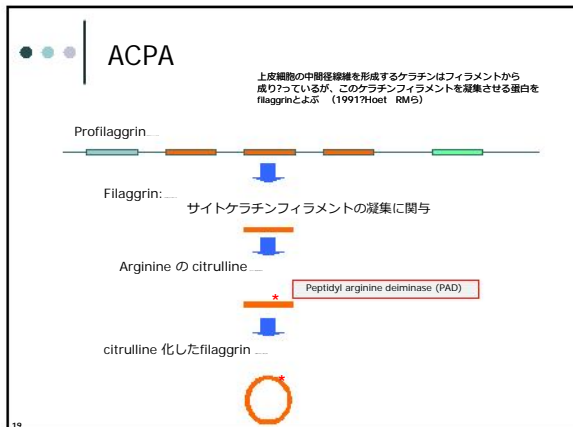 ACPA
上皮細胞の中間径線維を形成するケラチンはフィラメントから
成り?っているが、このケラチンフィラメントを凝集させる蛋白を
filaggrinとよぶ （1991?Hoet RMら）
Profilaggrin
Filaggrin:
サイトケラチンフィラメントの凝集に関与
Arginine の citrulline
*
Peptidyl arginine deiminase (PAD)
citrulline 化したfilaggrin
*
19